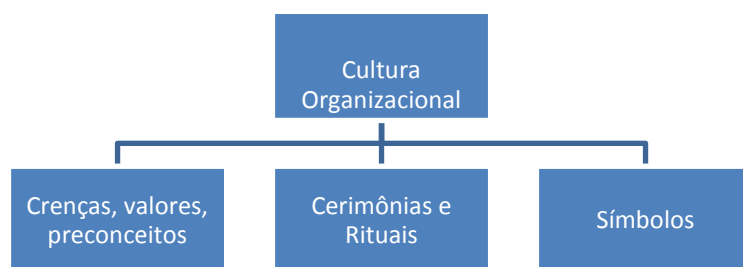 Cultura
Organizacional
Crenças, valores,
preconceitos
Cerimônias e
Rituais
Símbolos